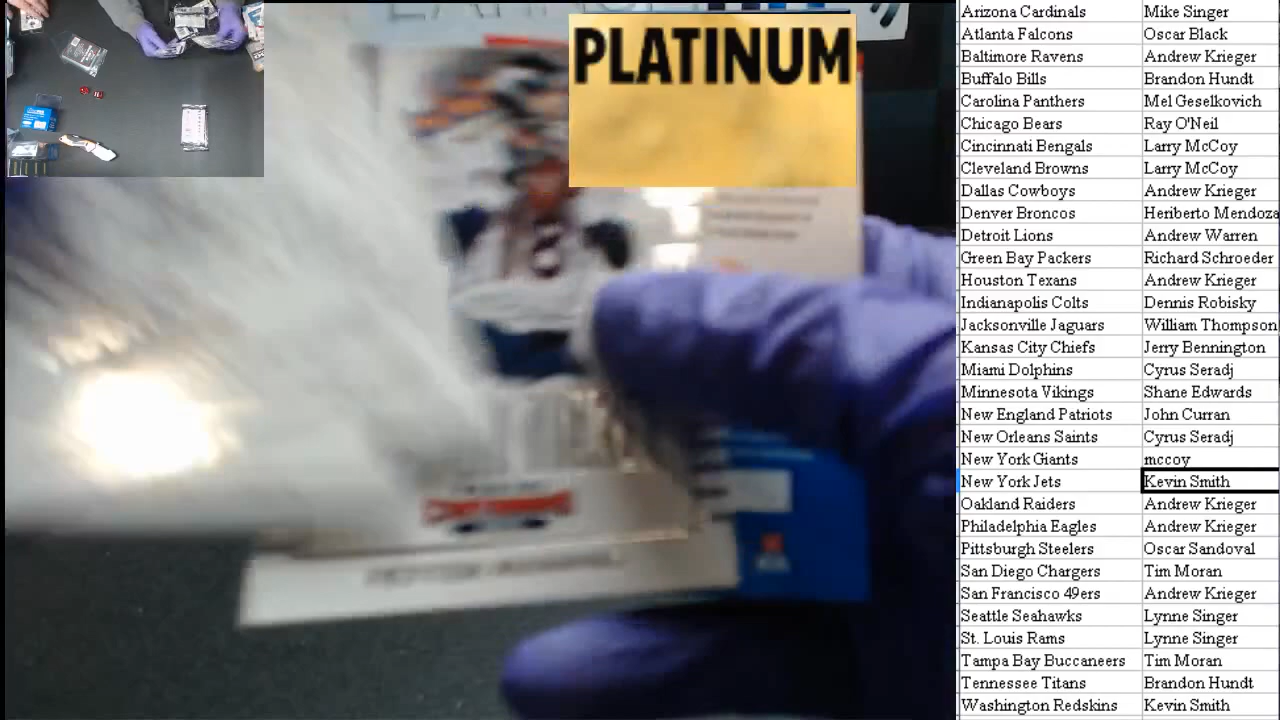 PLATINUM
Arizona Cardinals Mike Singer
Atlanta Falcons Oscar Black
Baltimore Ravens Andrew Krieger
Buffalo Bills Brandon Hundt
Carolina Panthers Mel Geselkovich
Chicago Bears Ray O'Neil
Cincinnati Bengals Larry McCoy
Cleveland Browns Larry McCoy
Dallas Cowboys Andrew Krieger
Denver Broncos Heriberto Mendoza
Detroit Lions Andrew Warren
Green Bay Packers Richard Schroeder
Houston Texans Andrew Krieger
Indianapolis Colts Dennis Robisky
Jacksonville Jaguars William Thompson
Kansas City Chiefs Jerry Bennington
Miami Dolphins Cyrus Seradj
Minnesota Vikings Shane Edwards
New England Patriots John Curran
New Orleans Saints Cyrus Seradj
New York Giants mccoy
New York Jets Kevin Smith
Oakland Raiders Andrew Krieger
Philadelphia Eagles Andrew Krieger
Pittsburgh Steelers Oscar Sandoval
San Diego Chargers Tim Moran
San Francisco 49ers Andrew Krieger
Seattle Seahawks Lynne Singer
St. Louis Rams Lynne Singer
Tampa Bay Buccaneers Tim Moran
Tennessee Titans Brandon Hundt
Washington Redskins Kevin Smith